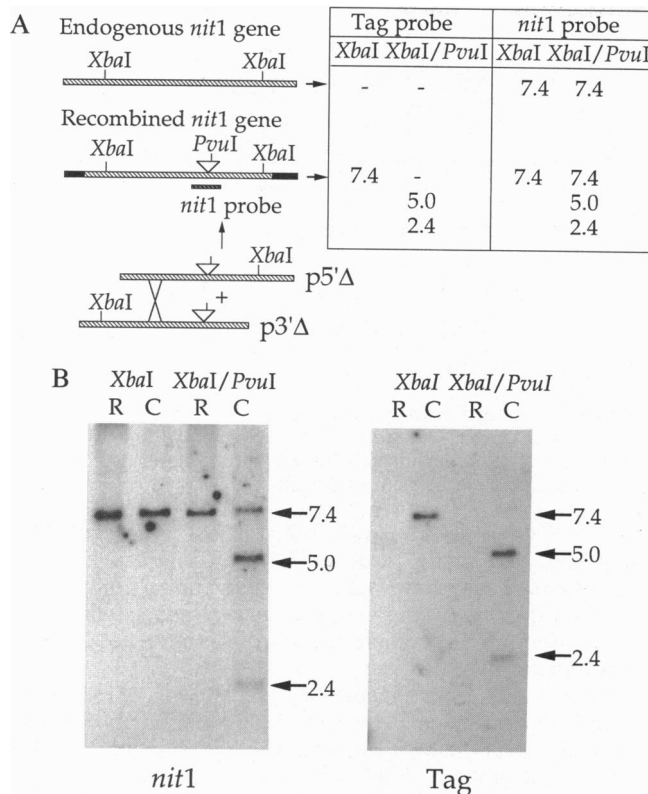 A
Endogenous nit1 gene
XbaI XbaI
Recombined nit1 gene
XbaI PvuI XbaI
nit1 probe
XbaI
p5'Δ
XbaI +
p3'Δ
Tag probe nit1 probe
XbaI XbaI/PvuI XbaI XbaI/PvuI
- - 7.4 7.4
7.4 - 7.4 7.4
5.0 5.0
2.4 2.4
B
XbaI XbaI/PvuI
R C R C
7.4
5.0
2.4
nit1
XbaI XbaI/PvuI
R C R C
7.4
5.0
2.4
Tag